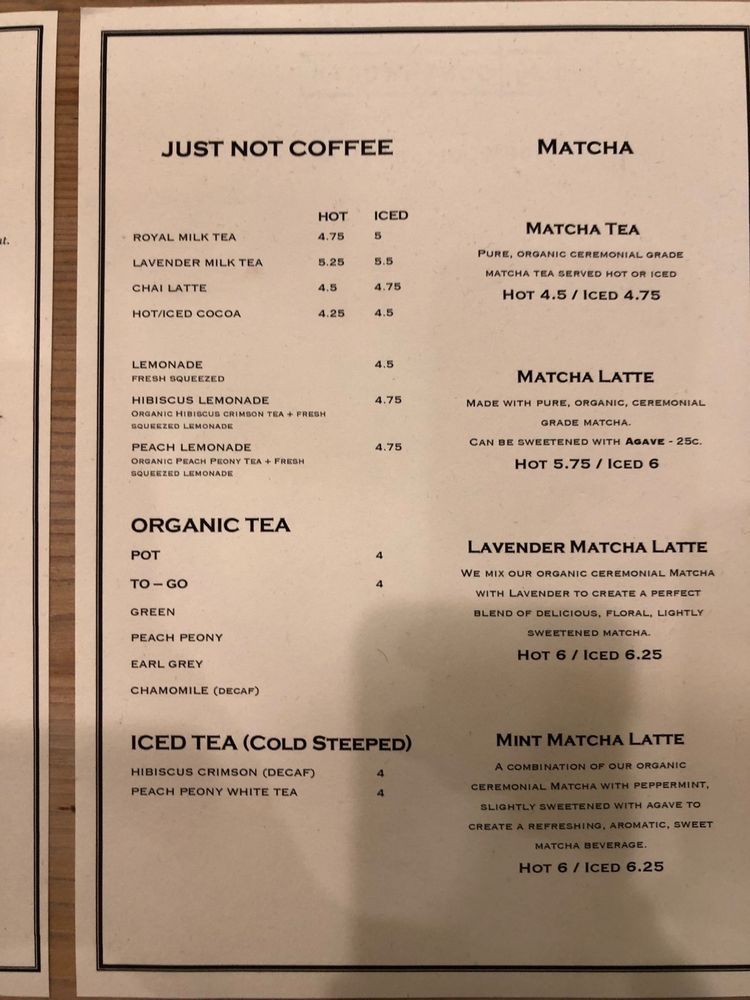 nt.
JUST NOT COFFEE
HOT ICED
ROYAL MILK TEA 4.75 5
LAVENDER MILK TEA 5.25 5.5
CHAI LATTE 4.5 4.75
HOT/ICED COCOA 4.25 4.5
LEMONADE 4.5
FRESH SQUEEZED
HIBISCUS LEMONADE 4.75
ORGANIC HIBISCUS CRIMSON TEA + FRESH
SQUEEZED LEMONADE
PEACH LEMONADE 4.75
ORGANIC PEACH PEONY TEA + FRESH
SQUEEZED LEMONADE
ORGANIC TEA
POT 4
TO – GO 4
GREEN
PEACH PEONY
EARL GREY
CHAMOMILE (DECAF)
ICED TEA (COLD STEEPED)
HIBISCUS CRIMSON (DECAF) 4
PEACH PEONY WHITE TEA 4
MATCHA
MATCHA TEA
PURE, ORGANIC CEREMONIAL GRADE
MATCHA TEA SERVED HOT OR ICED
HOT 4.5 / ICED 4.75
MATCHA LATTE
MADE WITH PURE, ORGANIC, CEREMONIAL
GRADE MATCHA.
CAN BE SWEETENED WITH AGAVE - 25C.
HOT 5.75 / ICED 6
LAVENDER MATCHA LATTE
WE MIX OUR ORGANIC CEREMONIAL MATCHA
WITH LAVENDER TO CREATE A PERFECT
BLEND OF DELICIOUS, FLORAL, LIGHTLY
SWEETENED MATCHA.
HOT 6 / ICED 6.25
MINT MATCHA LATTE
A COMBINATION OF OUR ORGANIC
CEREMONIAL MATCHA WITH PEPPERMINT,
SLIGHTLY SWEETENED WITH AGAVE TO
CREATE A REFRESHING, AROMATIC, SWEET
MATCHA BEVERAGE.
HOT 6 / ICED 6.25